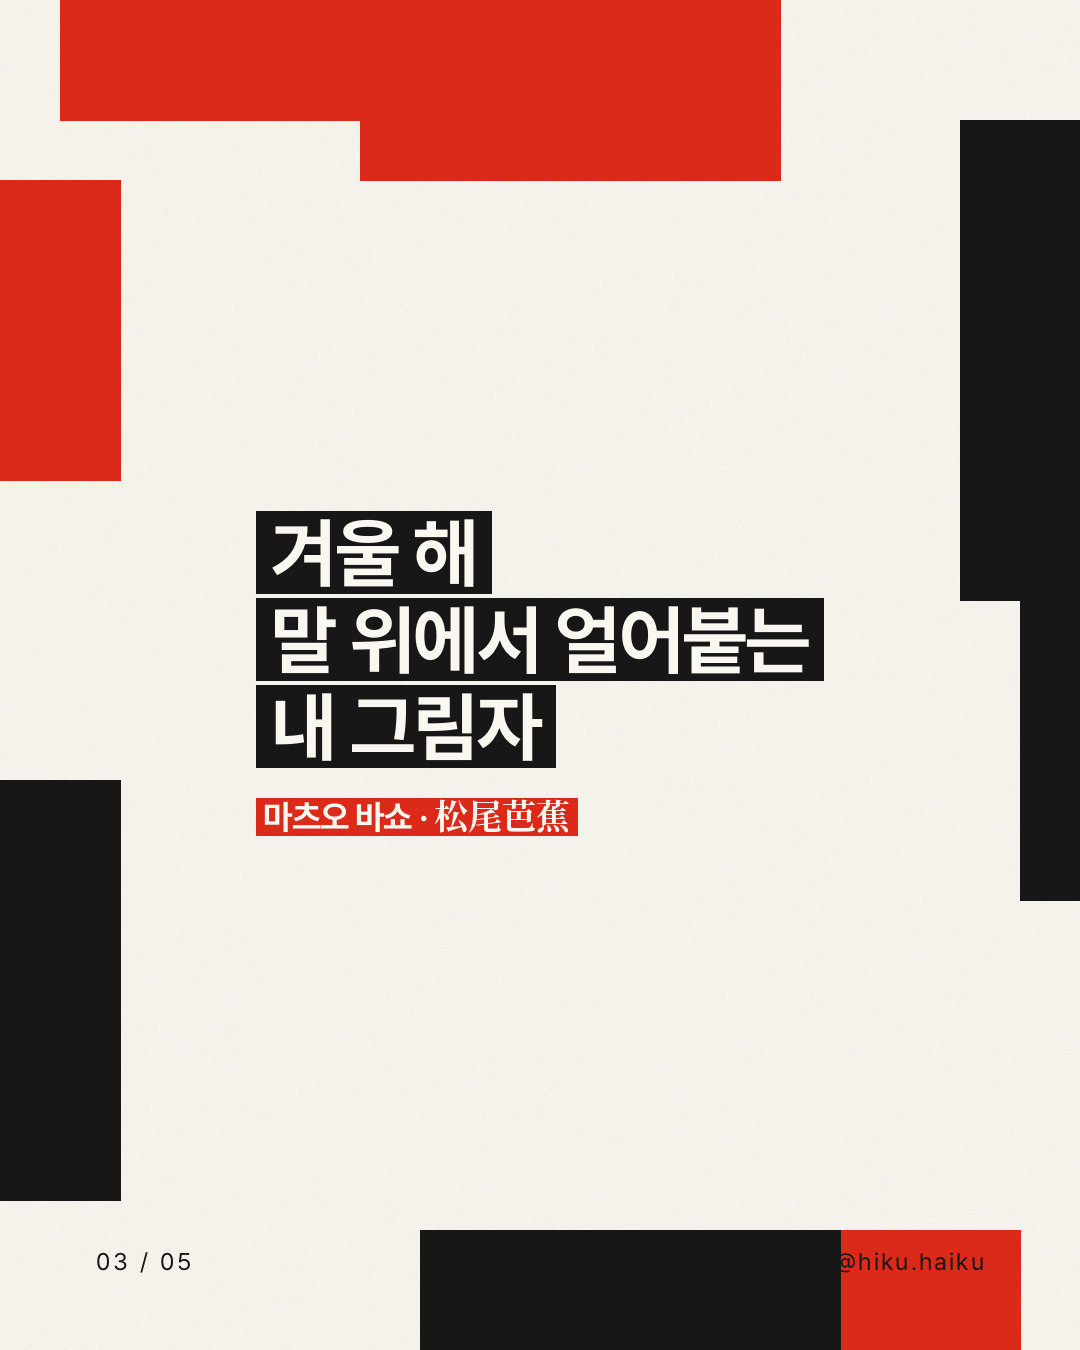 겨울 해
말 위에서 얼어붙는
내 그림자
마츠오 바쇼 · 松尾芭蕉
03 / 05
@hiku.haiku